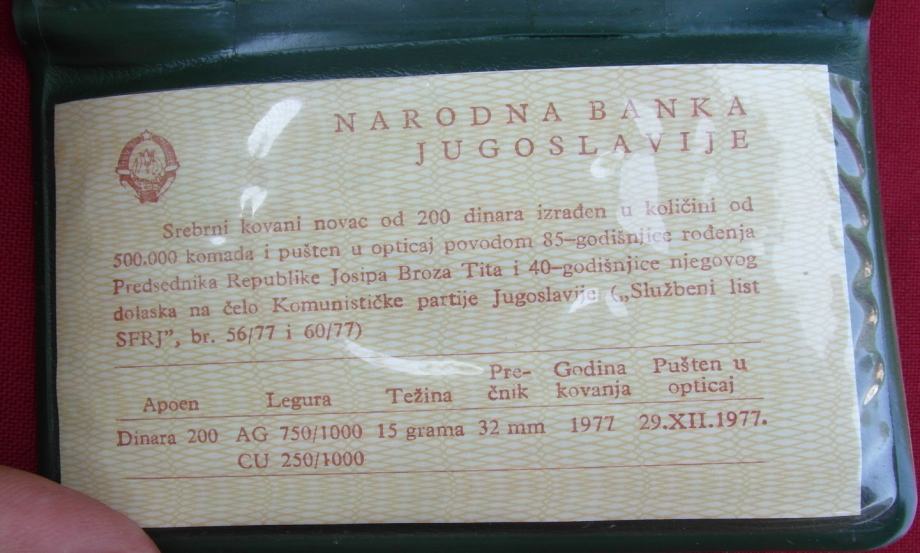 NARODNA BANKA
JUGOSLAVIJE
Srebrni kovani novac od 200 dinara izrađen u količini od
500.000 komada i pušten u opticaj povodom 85–godišnjice rođenja
Predsednika Republike Josipa Broza Tita i 40–godišnjice njegovog
dolaska na čelo Komunističke partije Jugoslavije („Službeni list
SFRJ”, br. 56/77 i 60/77)
Apoen Legura Težina Pre- Godina Pušten u
čnik kovanja opticaj
Dinara 200 AG 750/1000 15 grama 32 mm 1977 29.XII.1977.
CU 250/1000